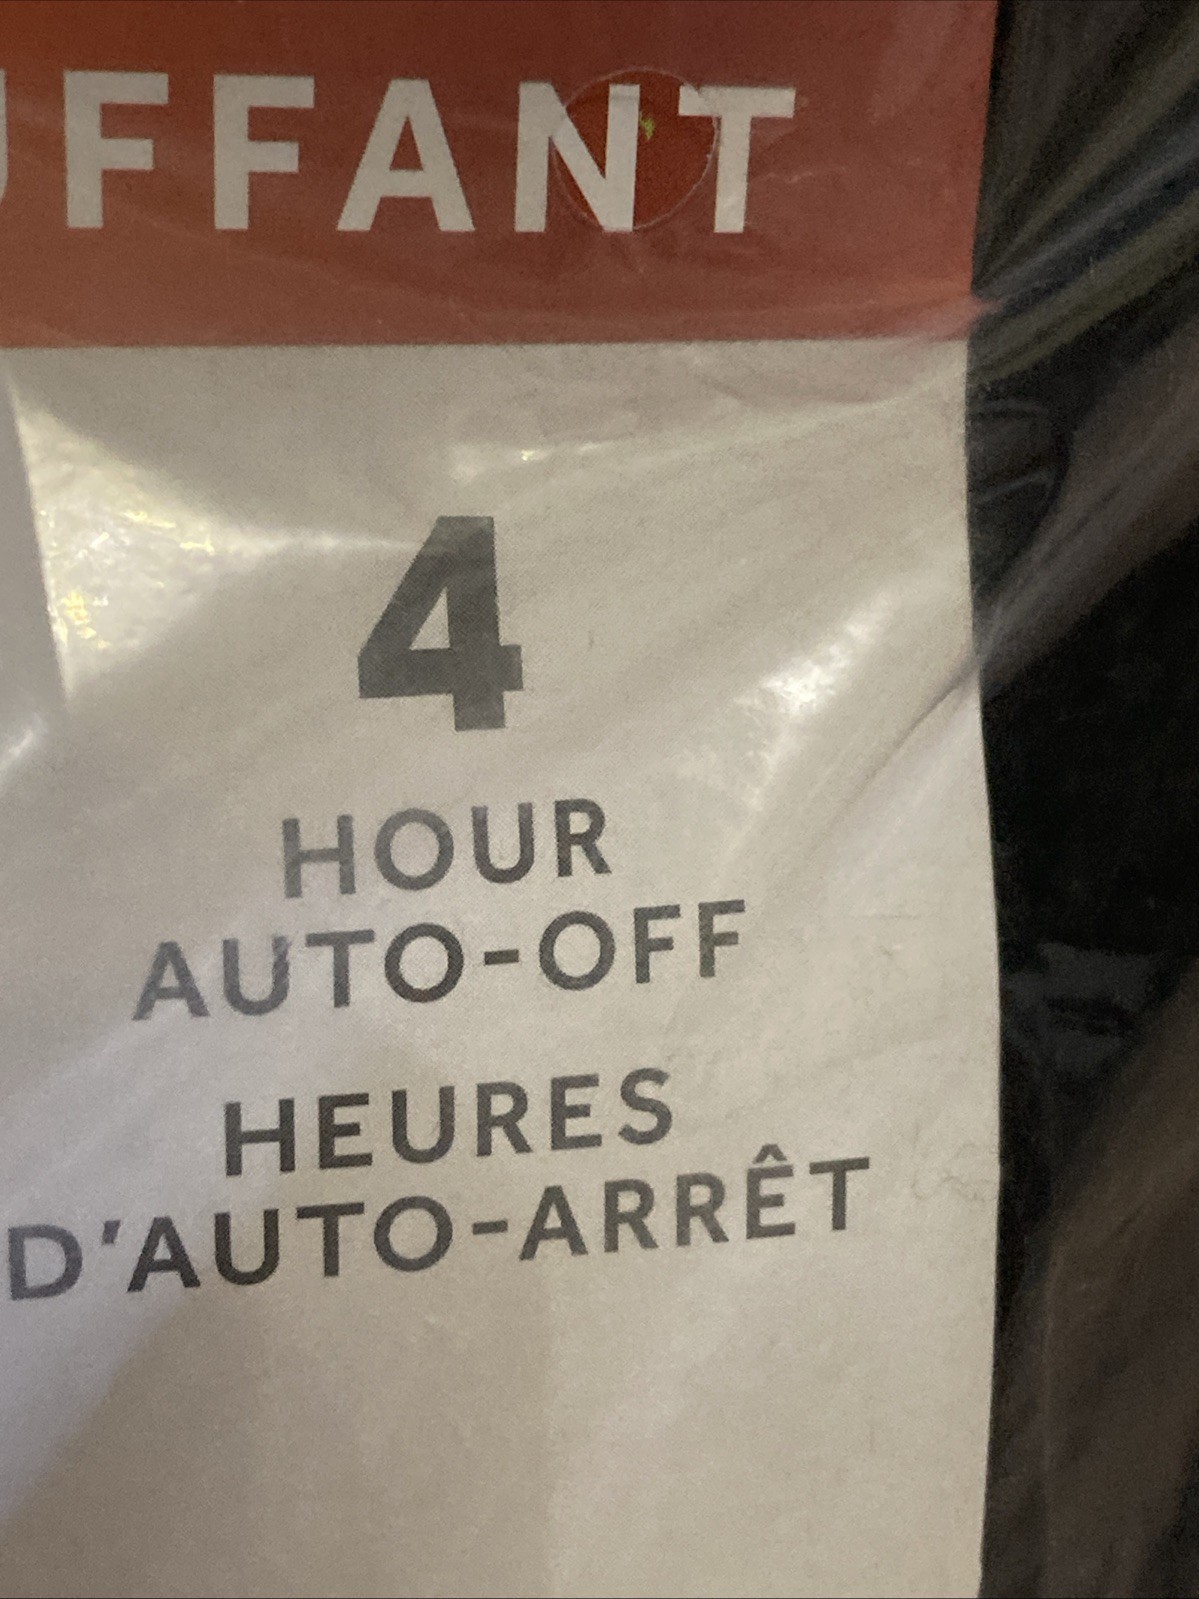 UFFANT
4
HOUR
AUTO-OFF
HEURES
D'AUTO-ARRÊT